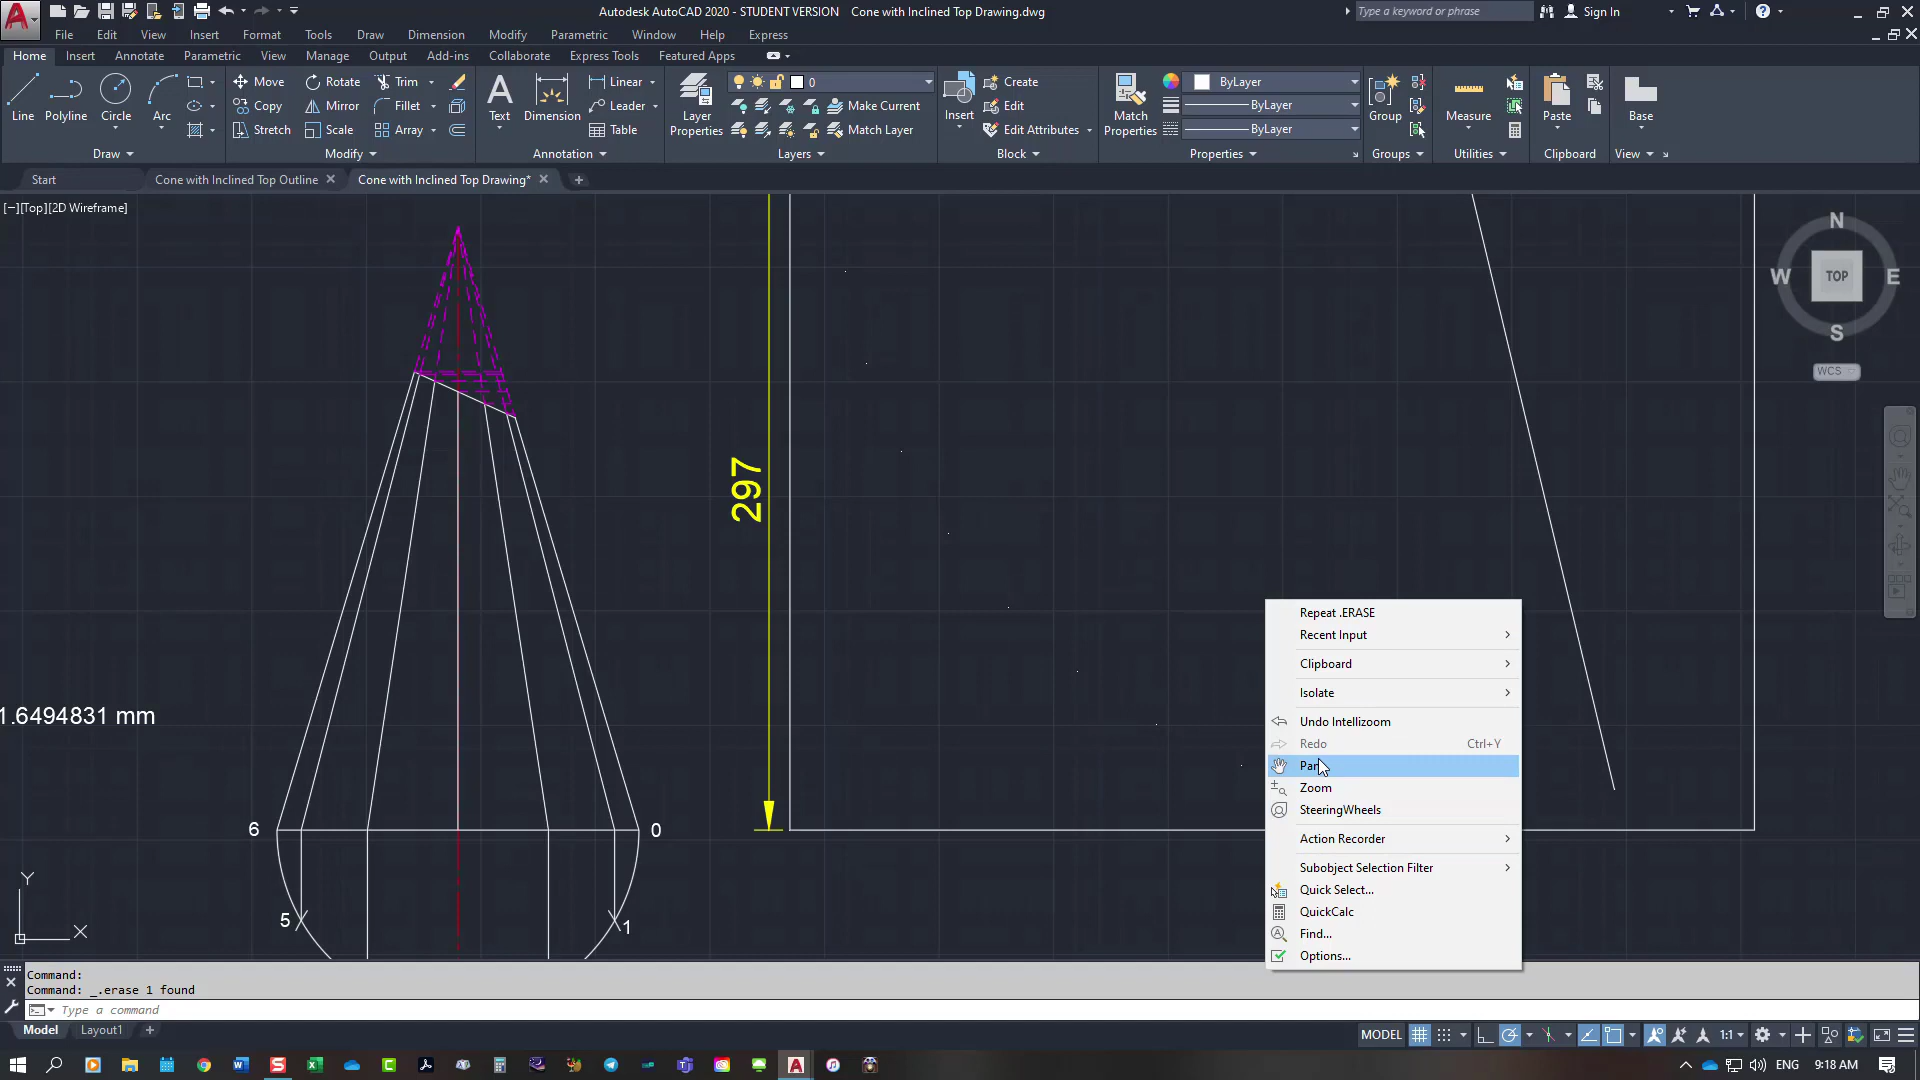 Autodesk AutoCAD 2020 - STUDENT VERSION Cone with Inclined Top Drawing.dwg
Type a keyword or phrase
Sign In
File Edit View Insert Format Tools Draw Dimension Modify Parametric Window Help Express
Home Insert Annotate Parametric View Manage Output Add-ins Collaborate Express Tools Featured Apps
Line Polyline Circle Arc
Move Rotate Trim
Copy Mirror Fillet
Stretch Scale Array
Text Dimension
Linear
Leader
Table
Layer Properties
0
Make Current
Match Layer
Insert
Create
Edit
Edit Attributes
Match Properties
ByLayer
ByLayer
ByLayer
Group
Measure
Paste
Base
Draw Modify Annotation Layers Block Properties Groups Utilities Clipboard View
Start Cone with Inclined Top Outline Cone with Inclined Top Drawing*
[−][Top][2D Wireframe]
N
W TOP E
S
WCS
297
1.6494831 mm
6 0
5 1
Y
X
Repeat .ERASE
Recent Input
Clipboard
Isolate
Undo Intellizoom
Redo Ctrl+Y
Pan
Zoom
SteeringWheels
Action Recorder
Subobject Selection Filter
Quick Select...
QuickCalc
Find...
Options...
Command:
Command: _.erase 1 found
Type a command
Model Layout1
MODEL
1:1
ENG
9:18 AM